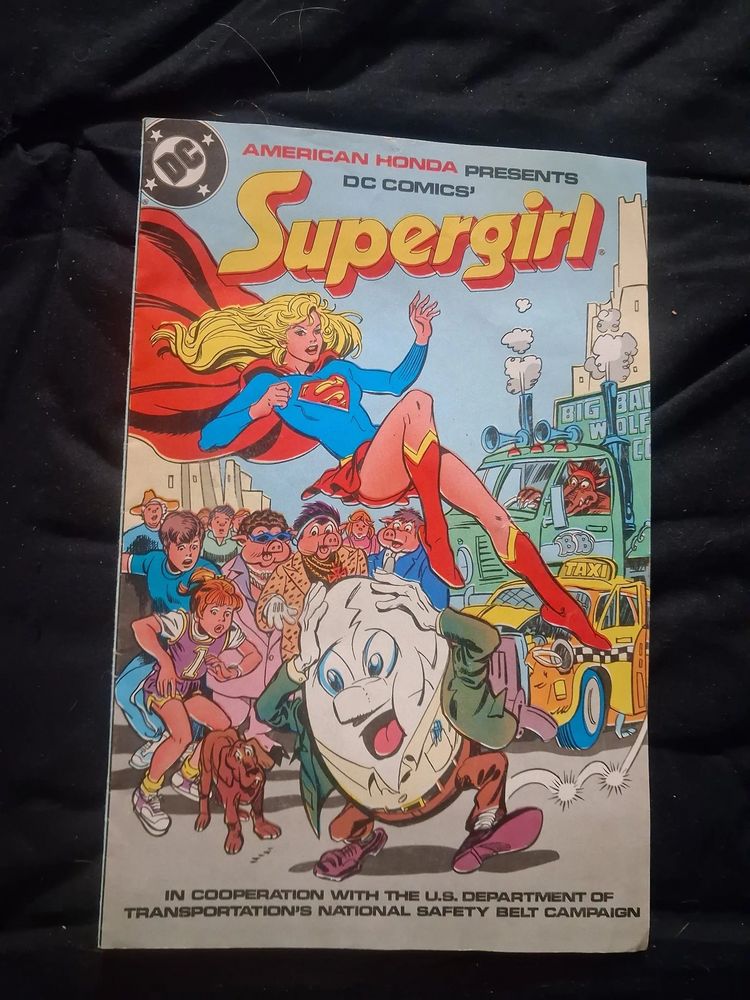 DC
AMERICAN HONDA PRESENTS
DC COMICS'
Supergirl
BIG BAD
WOLF
CO
BB
TAXI
IN COOPERATION WITH THE U.S. DEPARTMENT OF
TRANSPORTATION'S NATIONAL SAFETY BELT CAMPAIGN